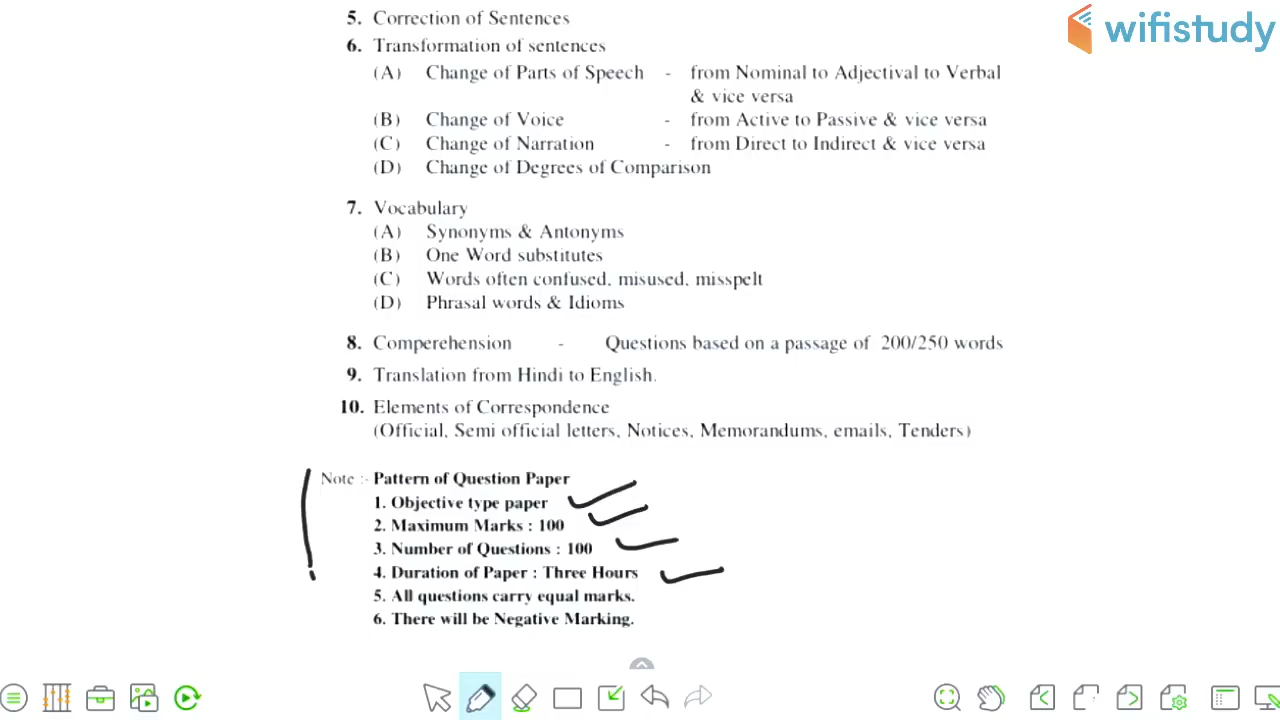 wifistudy
5. Correction of Sentences
6. Transformation of sentences
(A) Change of Parts of Speech - from Nominal to Adjectival to Verbal
& vice versa
(B) Change of Voice - from Active to Passive & vice versa
(C) Change of Narration - from Direct to Indirect & vice versa
(D) Change of Degrees of Comparison
7. Vocabulary
(A) Synonyms & Antonyms
(B) One Word substitutes
(C) Words often confused, misused, misspelt
(D) Phrasal words & Idioms
8. Comperehension - Questions based on a passage of 200/250 words
9. Translation from Hindi to English.
10. Elements of Correspondence
(Official, Semi official letters, Notices, Memorandums, emails, Tenders)
Note :- Pattern of Question Paper
1. Objective type paper
2. Maximum Marks : 100
3. Number of Questions : 100
4. Duration of Paper : Three Hours
5. All questions carry equal marks.
6. There will be Negative Marking.